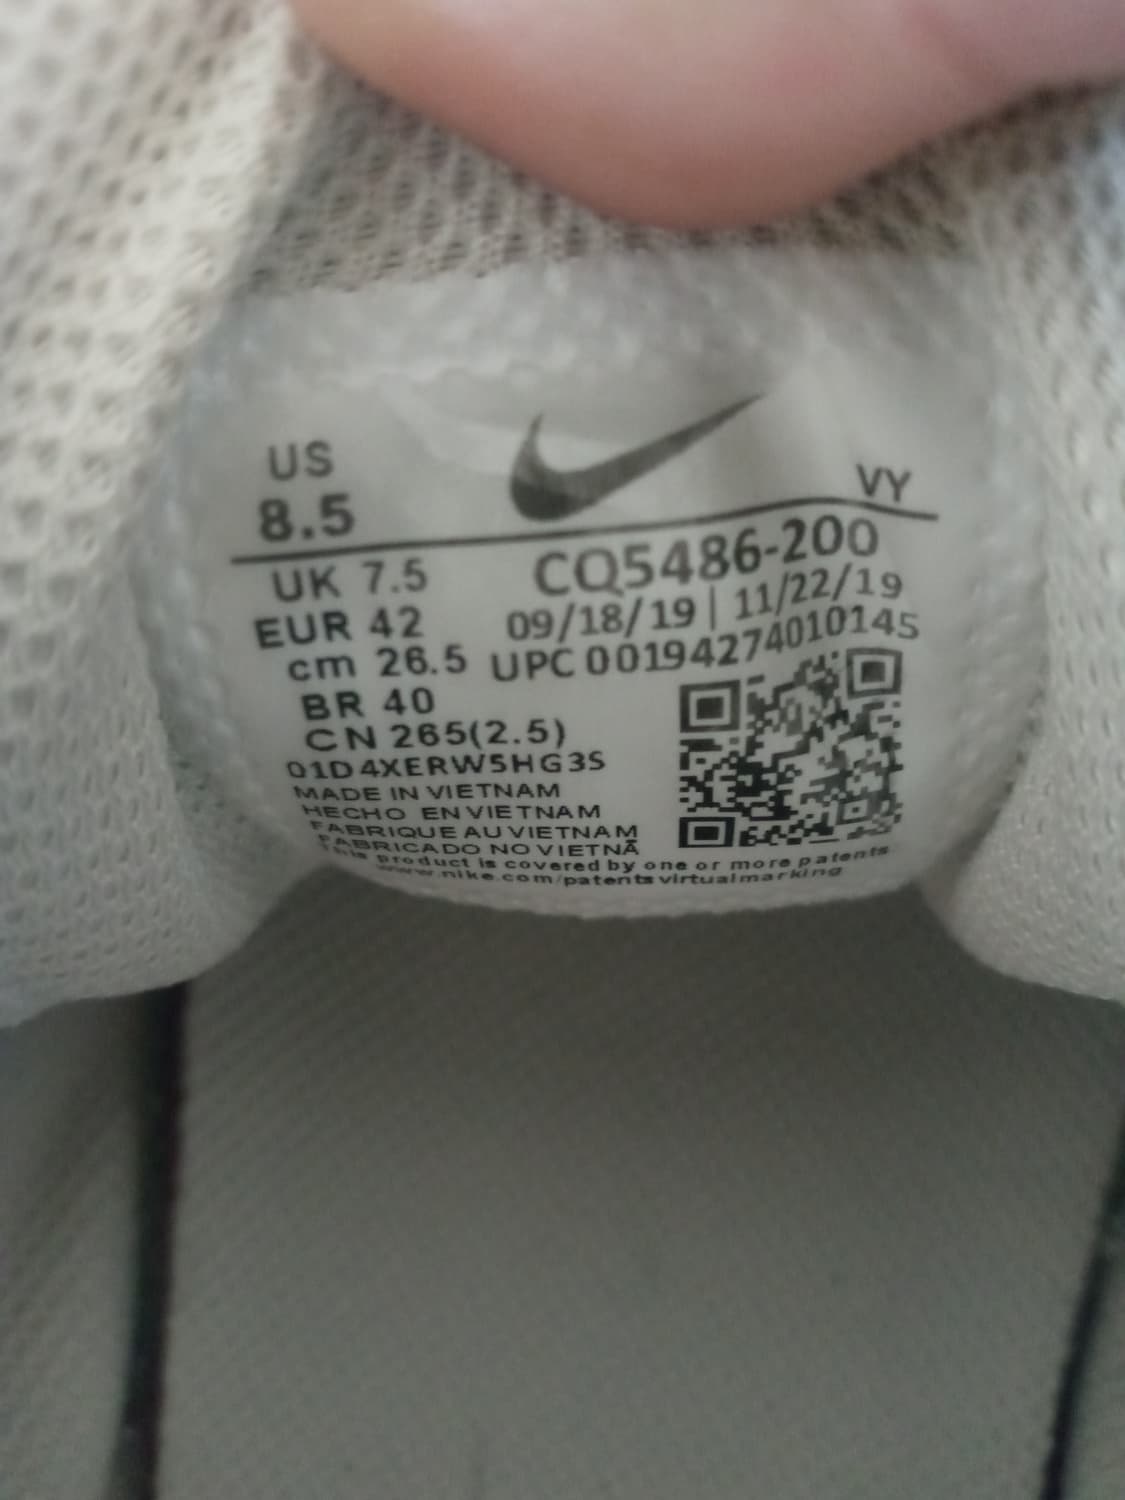 US
8.5
VY
UK 7.5
CQ5486-200
EUR 42
09/18/19 | 11/22/19
cm 26.5
UPC 00194274010145
BR 40
CN 265(2.5)
01D4XERW5HG3S
MADE IN VIETNAM
HECHO EN VIETNAM
FABRIQUE AU VIETNAM
FABRICADO NO VIETNÃ
This product is covered by one or more patents
www.nike.com/patents virtualmarking